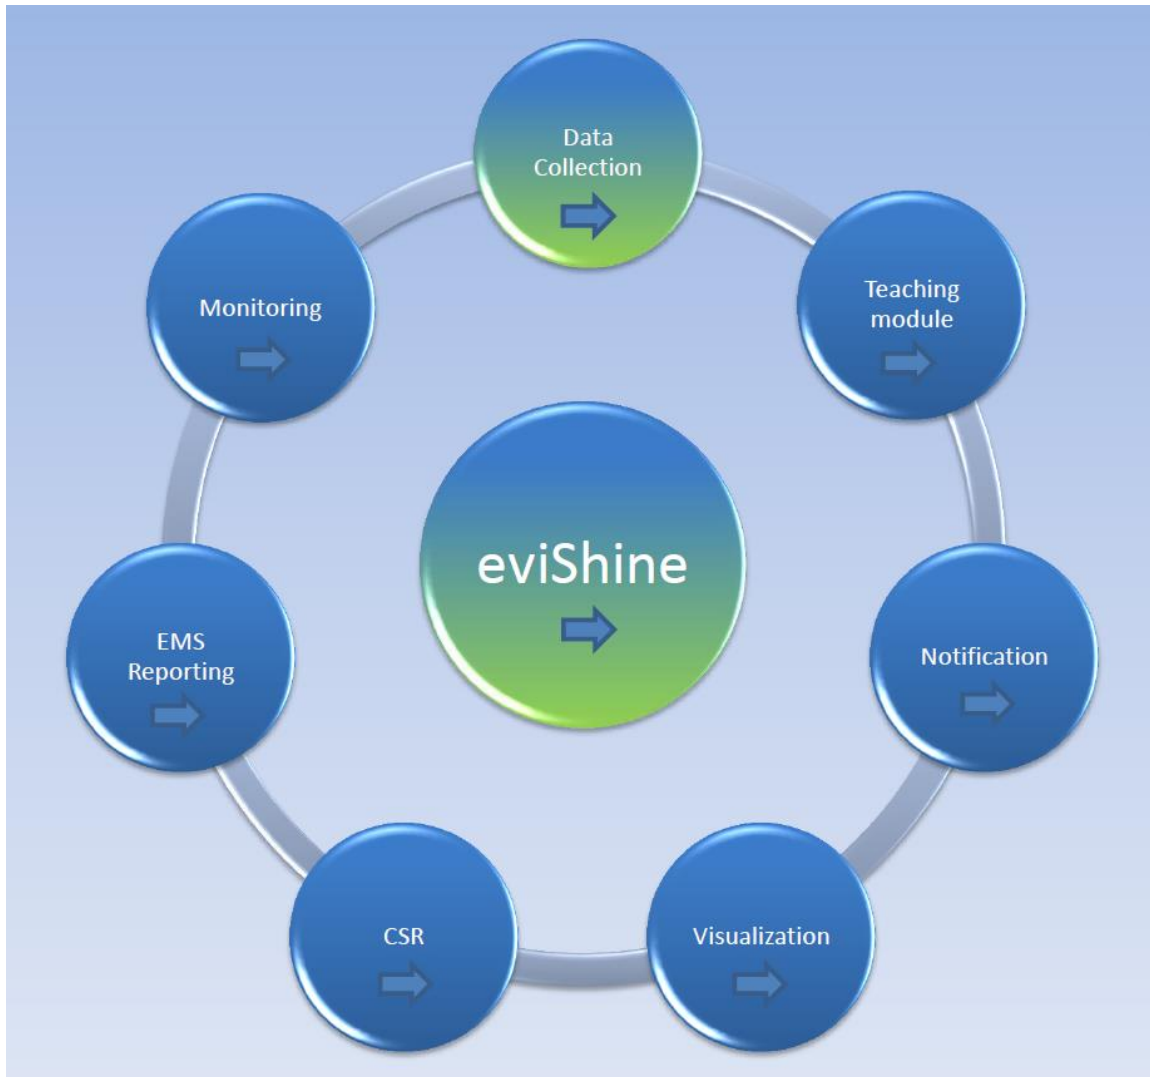 Data
Collection
Teaching
module
Monitoring
eviShine
Notification
EMS
Reporting
Visualization
CSR